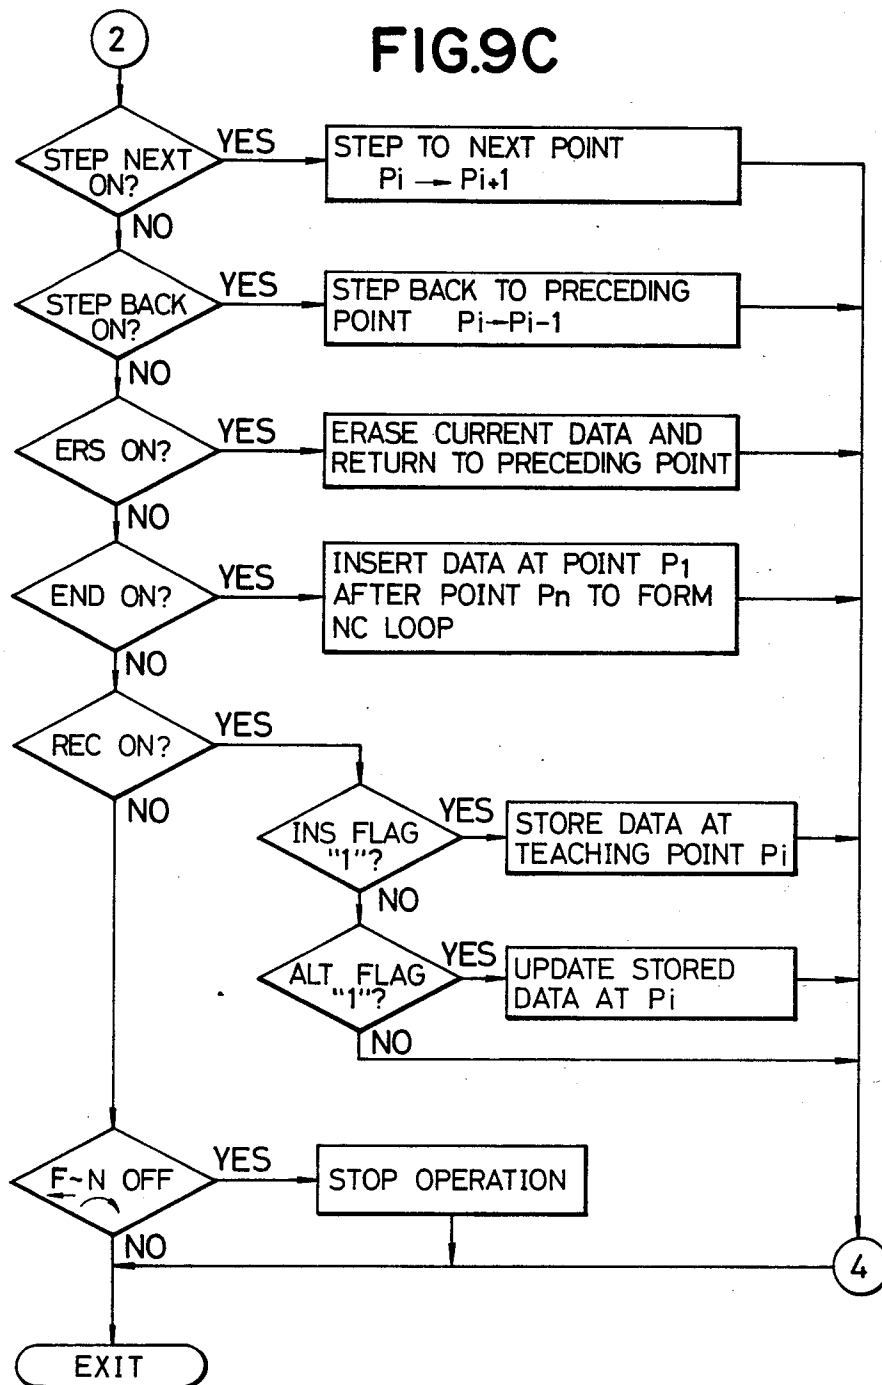 2
FIG.9C
STEP NEXT
ON?
YES
STEP TO NEXT POINT
Pi → Pi+1
NO
STEP BACK
ON?
YES
STEP BACK TO PRECEDING
POINT Pi→Pi-1
NO
ERS ON?
YES
ERASE CURRENT DATA AND
RETURN TO PRECEDING POINT
NO
END ON?
YES
INSERT DATA AT POINT P1
AFTER POINT Pn TO FORM
NC LOOP
NO
REC ON?
YES
NO
INS FLAG
"1"?
YES
STORE DATA AT
TEACHING POINT Pi
NO
ALT FLAG
"1"?
YES
UPDATE STORED
DATA AT Pi
NO
F~N OFF
YES
STOP OPERATION
NO
4
EXIT